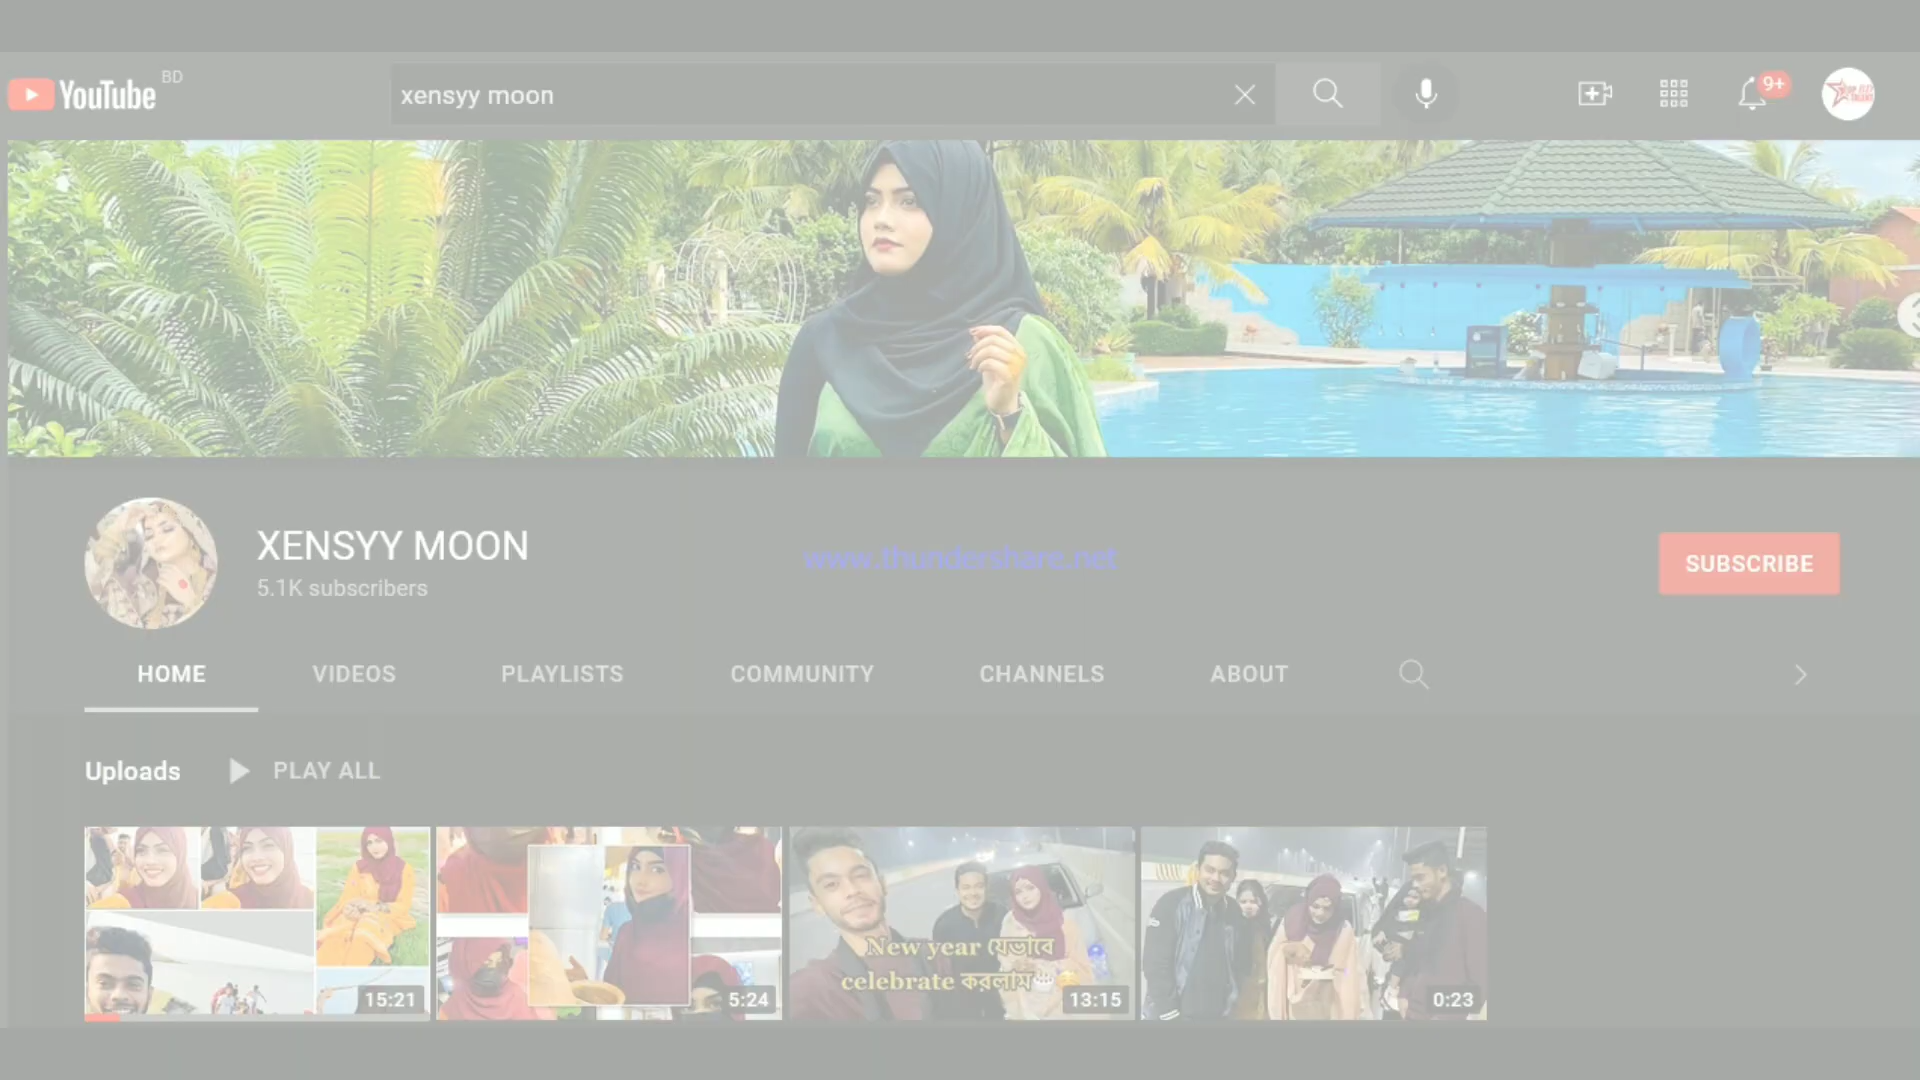 YouTube BD
xensyy moon
9+
XENSYY MOON
5.1K subscribers
www.thundershare.net
SUBSCRIBE
HOME VIDEOS PLAYLISTS COMMUNITY CHANNELS ABOUT
Uploads PLAY ALL
New year যেভাবে
celebrate করলাম
15:21 5:24 13:15 0:23